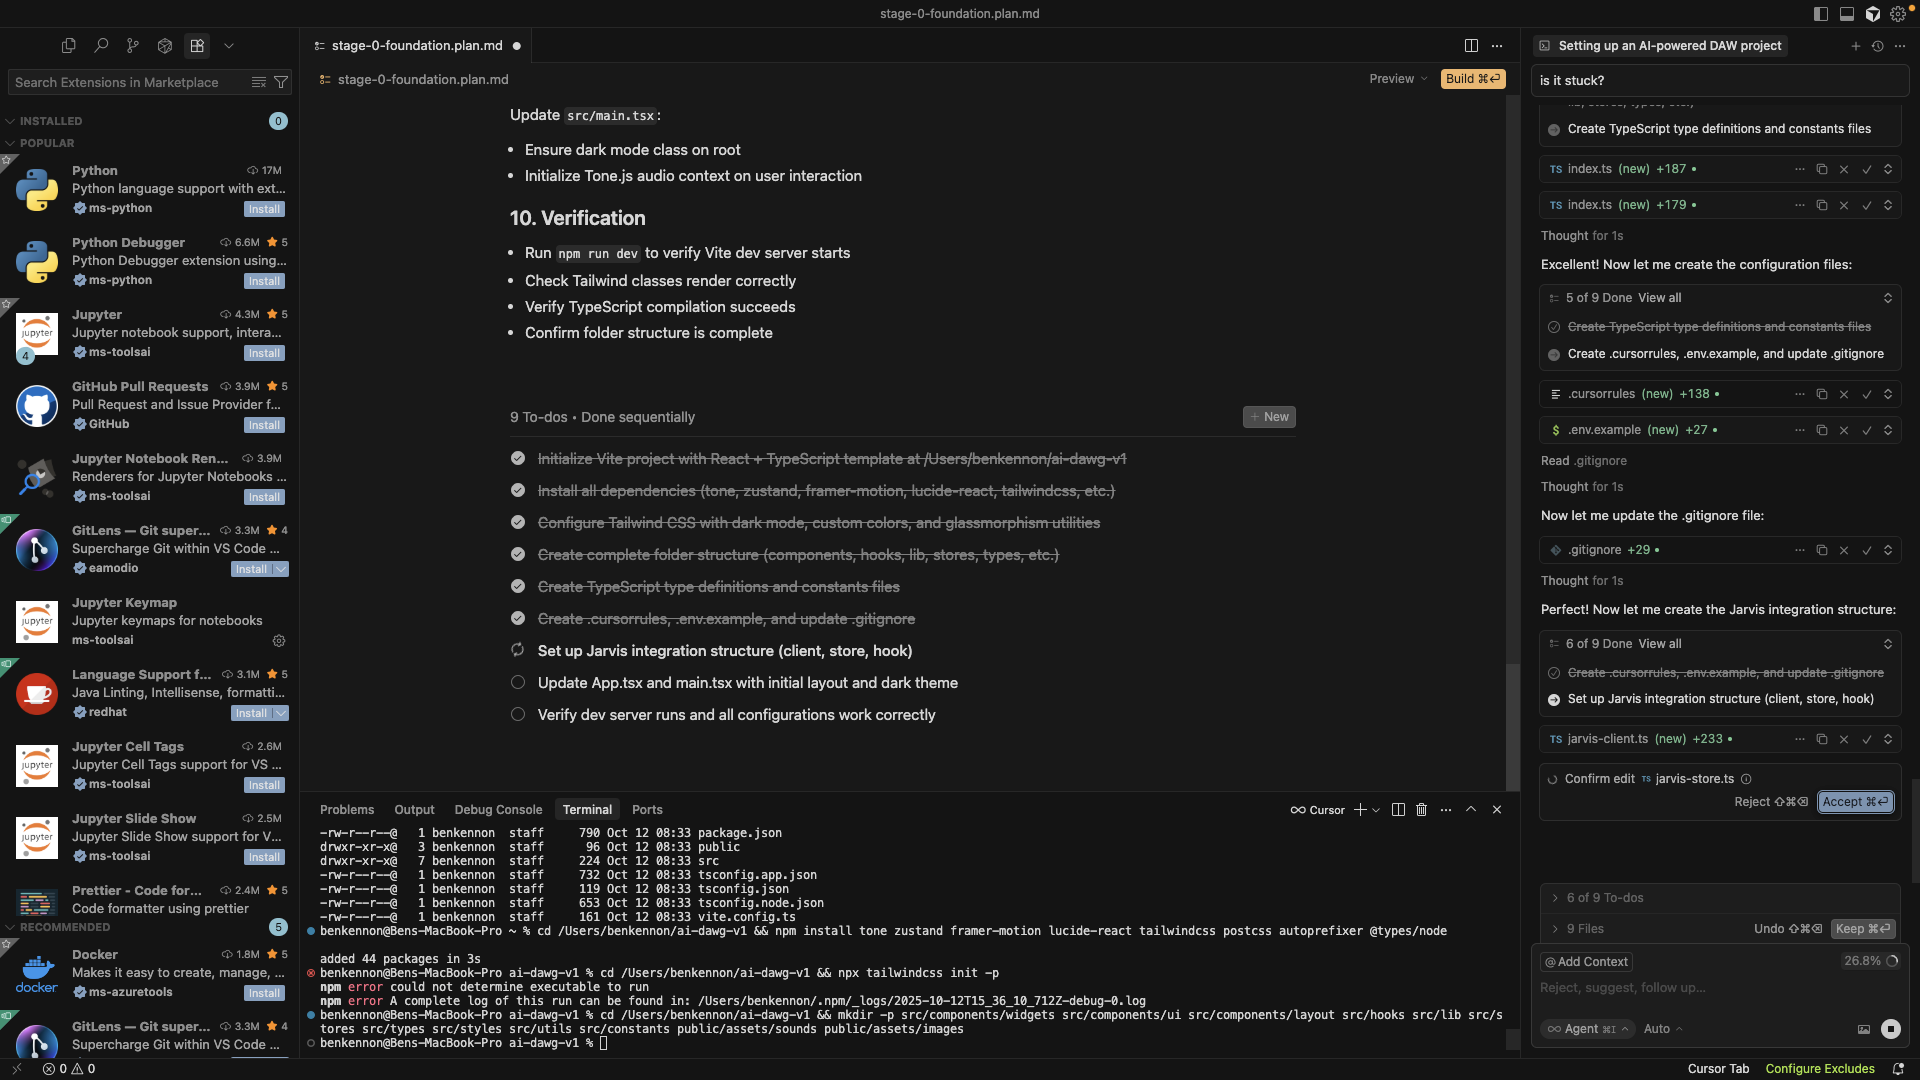 stage-0-foundation.plan.md
Search Extensions in Marketplace
INSTALLED
0
POPULAR
Python
17M
Python language support with ext...
ms-python
Install
Python Debugger
6.6M
5
Python Debugger extension using...
ms-python
Install
Jupyter
4.3M
5
Jupyter notebook support, intera...
ms-toolsai
Install
jupyter
4
GitHub Pull Requests
3.9M
5
Pull Request and Issue Provider f...
GitHub
Install
Jupyter Notebook Ren...
3.9M
Renderers for Jupyter Notebooks ...
ms-toolsai
Install
GitLens — Git super...
3.3M
4
Supercharge Git within VS Code ...
eamodio
Install
Jupyter Keymap
Jupyter keymaps for notebooks
ms-toolsai
jupyter
Language Support f...
3.1M
5
Java Linting, Intellisense, formatti...
redhat
Install
Jupyter Cell Tags
2.6M
Jupyter Cell Tags support for VS ...
ms-toolsai
Install
jupyter
Jupyter Slide Show
2.5M
Jupyter Slide Show support for V...
ms-toolsai
Install
jupyter
Prettier - Code for...
2.4M
5
Code formatter using prettier
RECOMMENDED
5
Docker
1.8M
5
Makes it easy to create, manage, ...
ms-azuretools
Install
docker
GitLens — Git super...
3.3M
4
Supercharge Git within VS Code ...
0
0
stage-0-foundation.plan.md
stage-0-foundation.plan.md
Preview
Build ⌘⏎
Update src/main.tsx:
• Ensure dark mode class on root
• Initialize Tone.js audio context on user interaction
10. Verification
• Run npm run dev to verify Vite dev server starts
• Check Tailwind classes render correctly
• Verify TypeScript compilation succeeds
• Confirm folder structure is complete
9 To-dos • Done sequentially
+ New
Initialize Vite project with React + TypeScript template at /Users/benkennon/ai-dawg-v1
Install all dependencies (tone, zustand, framer-motion, lucide-react, tailwindcss, etc.)
Configure Tailwind CSS with dark mode, custom colors, and glassmorphism utilities
Create complete folder structure (components, hooks, lib, stores, types, etc.)
Create TypeScript type definitions and constants files
Create .cursorrules, .env.example, and update .gitignore
Set up Jarvis integration structure (client, store, hook)
Update App.tsx and main.tsx with initial layout and dark theme
Verify dev server runs and all configurations work correctly
Problems
Output
Debug Console
Terminal
Ports
Cursor
-rw-r--r--@ 1 benkennon staff 790 Oct 12 08:33 package.json
drwxr-xr-x@ 3 benkennon staff 96 Oct 12 08:33 public
drwxr-xr-x@ 7 benkennon staff 224 Oct 12 08:33 src
-rw-r--r--@ 1 benkennon staff 732 Oct 12 08:33 tsconfig.app.json
-rw-r--r--@ 1 benkennon staff 119 Oct 12 08:33 tsconfig.json
-rw-r--r--@ 1 benkennon staff 653 Oct 12 08:33 tsconfig.node.json
-rw-r--r--@ 1 benkennon staff 161 Oct 12 08:33 vite.config.ts
benkennon@Bens-MacBook-Pro ~ % cd /Users/benkennon/ai-dawg-v1 && npm install tone zustand framer-motion lucide-react tailwindcss postcss autoprefixer @types/node
added 44 packages in 3s
benkennon@Bens-MacBook-Pro ai-dawg-v1 % cd /Users/benkennon/ai-dawg-v1 && npx tailwindcss init -p
npm error could not determine executable to run
npm error A complete log of this run can be found in: /Users/benkennon/.npm/_logs/2025-10-12T15_36_10_712Z-debug-0.log
benkennon@Bens-MacBook-Pro ai-dawg-v1 % cd /Users/benkennon/ai-dawg-v1 && mkdir -p src/components/widgets src/components/ui src/components/layout src/hooks src/lib src/s
tores src/types src/styles src/utils src/constants public/assets/sounds public/assets/images
benkennon@Bens-MacBook-Pro ai-dawg-v1 %
Setting up an AI-powered DAW project
is it stuck?
Create TypeScript type definitions and constants files
TS index.ts (new) +187 •
TS index.ts (new) +179 •
Thought for 1s
Excellent! Now let me create the configuration files:
5 of 9 Done View all
Create TypeScript type definitions and constants files
Create .cursorrules, .env.example, and update .gitignore
.cursorrules (new) +138 •
$ .env.example (new) +27 •
Read .gitignore
Thought for 1s
Now let me update the .gitignore file:
.gitignore +29 •
Thought for 1s
Perfect! Now let me create the Jarvis integration structure:
6 of 9 Done View all
Create .cursorrules, .env.example, and update .gitignore
Set up Jarvis integration structure (client, store, hook)
TS jarvis-client.ts (new) +233 •
Confirm edit TS jarvis-store.ts
Reject ⇧⌘⌫
Accept ⌘⏎
6 of 9 To-dos
9 Files
Undo ⇧⌘⌫
Keep ⌘⏎
@ Add Context
26.8%
Reject, suggest, follow up...
Agent ⌘I
Auto
Cursor Tab
Configure Excludes